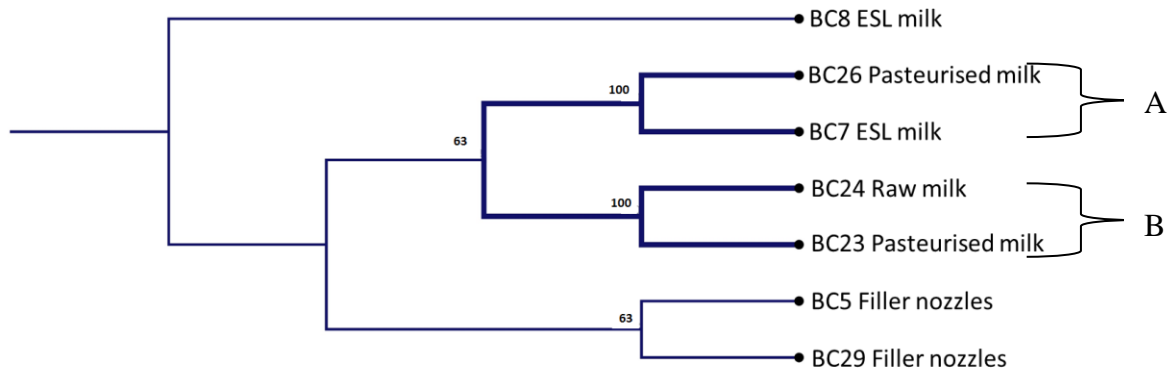 BC8 ESL milk
BC26 Pasteurised milk
100
A
BC7 ESL milk
63
BC24 Raw milk
100
B
BC23 Pasteurised milk
BC5 Filler nozzles
63
BC29 Filler nozzles